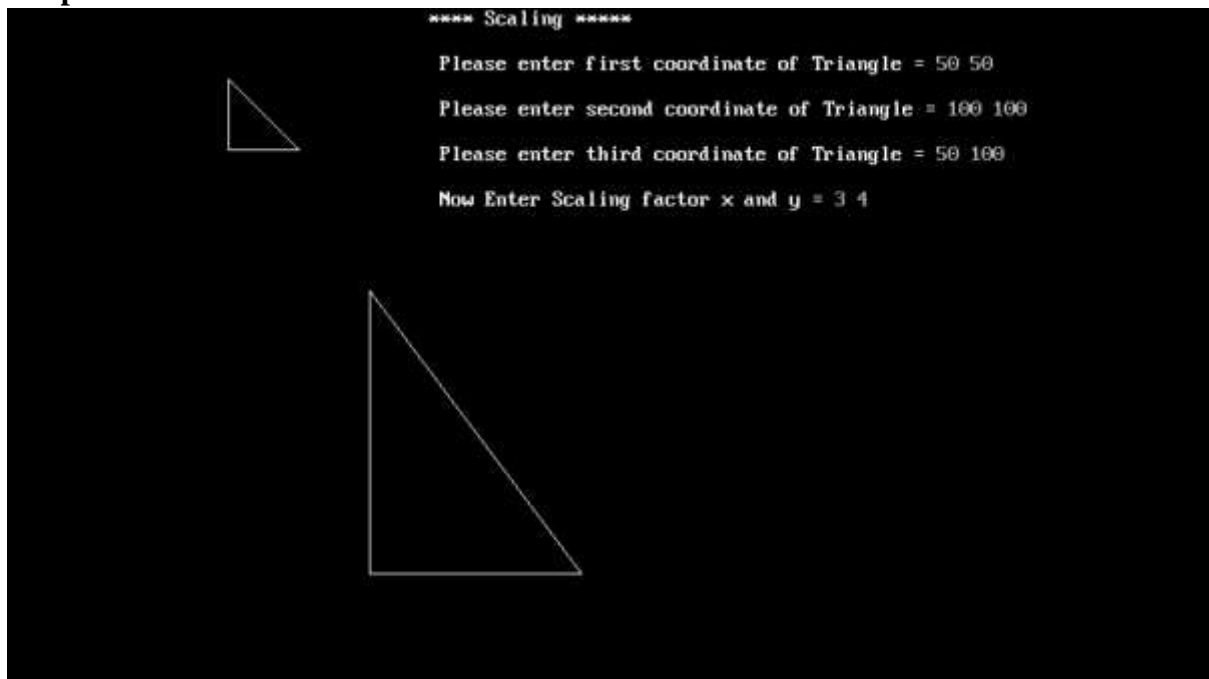 **** Scaling *****
Please enter first coordinate of Triangle = 50 50
Please enter second coordinate of Triangle = 100 100
Please enter third coordinate of Triangle = 50 100
Now Enter Scaling factor x and y = 3 4